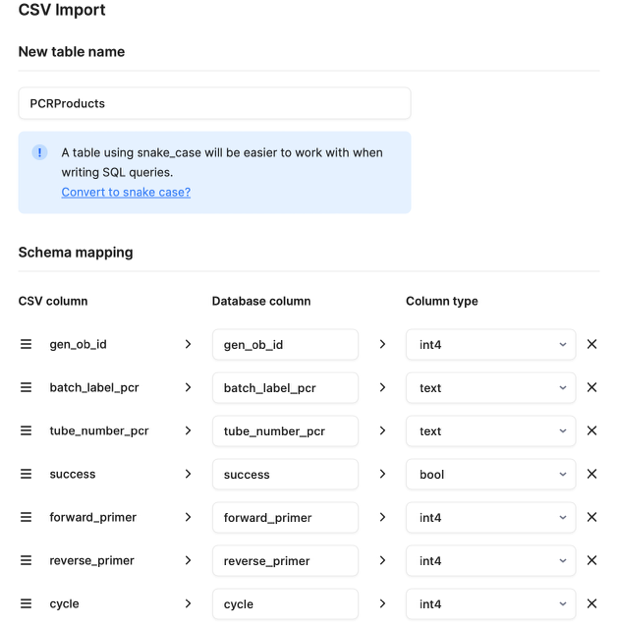 CSV Import
New table name
PCRProducts
! A table using snake_case will be easier to work with when
writing SQL queries.
Convert to snake case?
Schema mapping
CSV column Database column Column type
gen_ob_id gen_ob_id int4
batch_label_pcr batch_label_pcr text
tube_number_pcr tube_number_pcr text
success success bool
forward_primer forward_primer int4
reverse_primer reverse_primer int4
cycle cycle int4